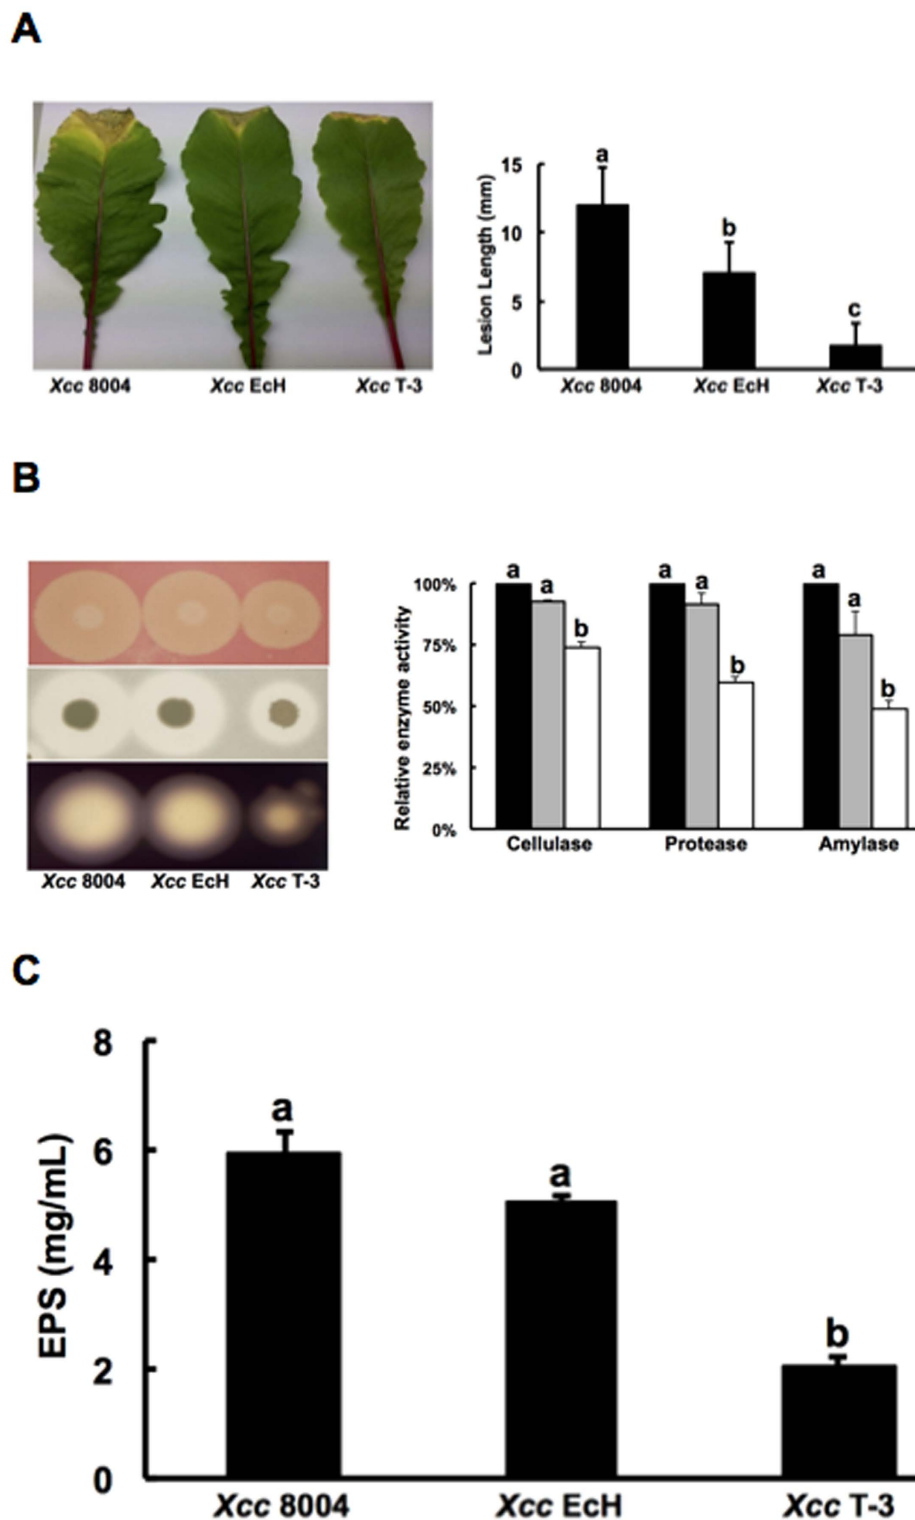 A
a
15
b
10
c
5
0
Lesion Length (mm)
Xcc 8004 Xcc EcH Xcc T-3
Xcc 8004 Xcc EcH Xcc T-3
B
a a b a a b a a b
100%
75%
50%
25%
0%
Relative enzyme activity
Cellulase Protease Amylase
Xcc 8004 Xcc EcH Xcc T-3
C
8
a
6
a
4
b
2
0
EPS (mg/mL)
Xcc 8004 Xcc EcH Xcc T-3